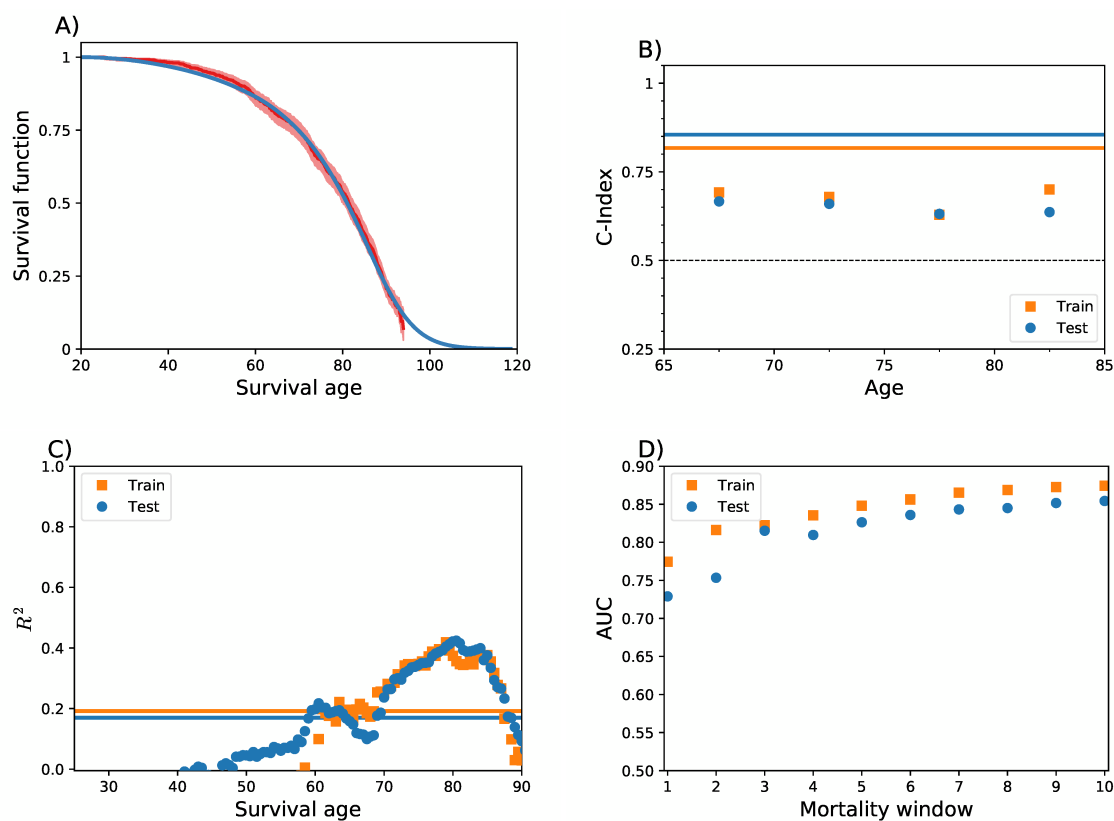 A)
1
0.75
0.5
0.25
0
Survival function
20 40 60 80 100 120
Survival age
B)
1
0.75
0.5
0.25
C-Index
Train
Test
65 70 75 80 85
Age
C)
1.0
0.8
0.6
0.4
0.2
0.0
R²
Train
Test
30 40 50 60 70 80 90
Survival age
D)
0.90
0.85
0.80
0.75
0.70
0.65
0.60
0.55
0.50
AUC
Train
Test
1 2 3 4 5 6 7 8 9 10
Mortality window